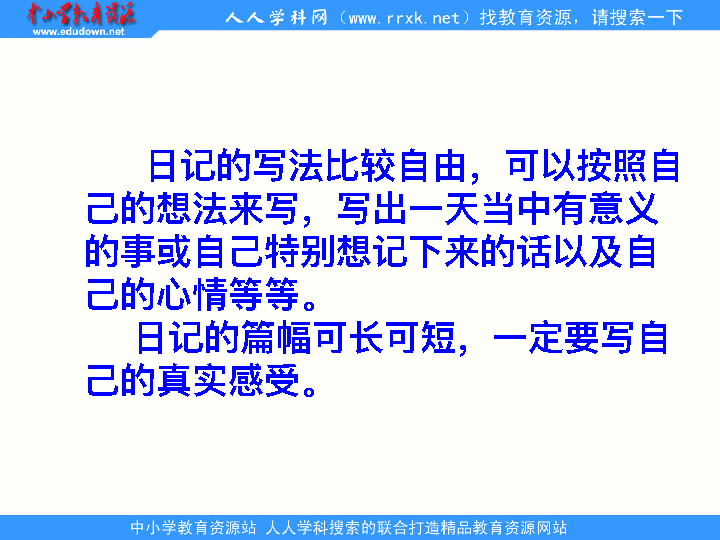 中小学教育资源
www.edudown.net
人人学科网（www.rrxk.net）找教育资源，请搜索一下
日记的写法比较自由，可以按照自
己的想法来写，写出一天当中有意义
的事或自己特别想记下来的话以及自
己的心情等等。
日记的篇幅可长可短，一定要写自
己的真实感受。
中小学教育资源站 人人学科搜索的联合打造精品教育资源网站